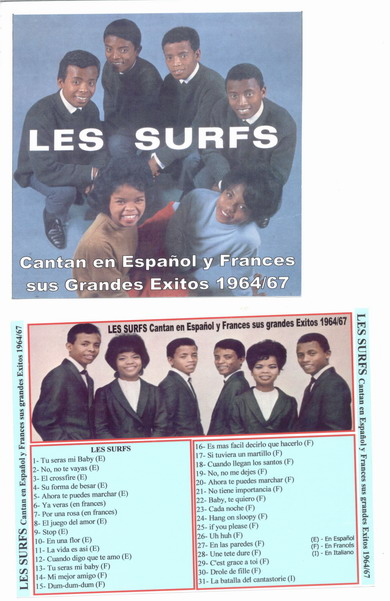 LES SURFS
Cantan en Español y Frances
sus Grandes Exitos 1964/67
LES SURFS Cantan en Español y Frances sus grandes Exitos 1964/67
LES SURFS Cantan en Español y Frances sus grandes Exitos 1964/67
LES SURFS
1- Tu seras mi Baby (E)
2- No, no te vayas (E)
3- El crossfire (E)
4- Su forma de besar (E)
5- Ahora te puedes marchar (E)
6- Ya veras (en frances)
7- Por una rosa (en frances)
8- El juego del amor (E)
9- Stop (E)
10- En una flor (E)
11- La vida es asi (E)
12- Cuando digo que te amo (E)
13- Tu seras mi baby (F)
14- Mi mejor amigo (F)
15- Dum-dum-dum (F)
16- Es mas facil decirlo que hacerlo (F)
17- Si tuviera un martillo (F)
18- Cuando llegan los santos (F)
19- No, no me dejes (F)
20- Ahora te puedes marchar (F)
21- No tiene importancia (F)
22- Baby, te quiero (F)
23- Cada noche (F)
24- Hang on sloopy (F)
25- if you please (F)
26- Uh huh (F)
27- En las paredes (F)
28- Une tete dure (F)
29- C'est grace a toi (F)
30- Drole de fille (F)
31- La batalla del cantastorie (I)
(E) - En Español
(F) - En Francés
(I) - En Italiano
LES SURFS Cantan en Español y Frances sus grandes Exitos 1964/67